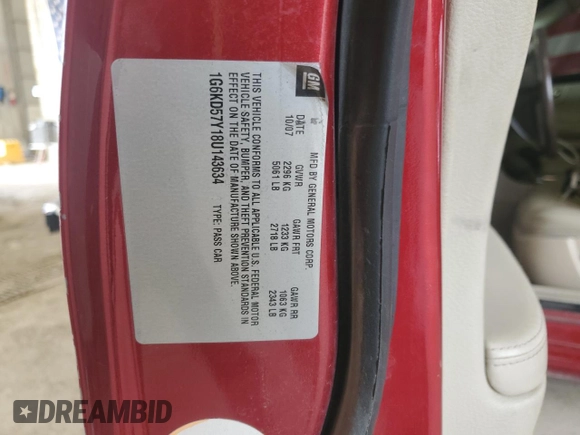 GM
MFD BY GENERAL MOTORS CORP.
DATE GVWR GAWR FRT GAWR RR
10/07 2296 KG 1233 KG 1063 KG
5061 LB 2718 LB 2343 LB
THIS VEHICLE CONFORMS TO ALL APPLICABLE U.S. FEDERAL MOTOR
VEHICLE SAFETY, BUMPER, AND THEFT PREVENTION STANDARDS IN
EFFECT ON THE DATE OF MANUFACTURE SHOWN ABOVE.
1G6KD57Y18U143634 TYPE: PASS CAR
DREAMBID